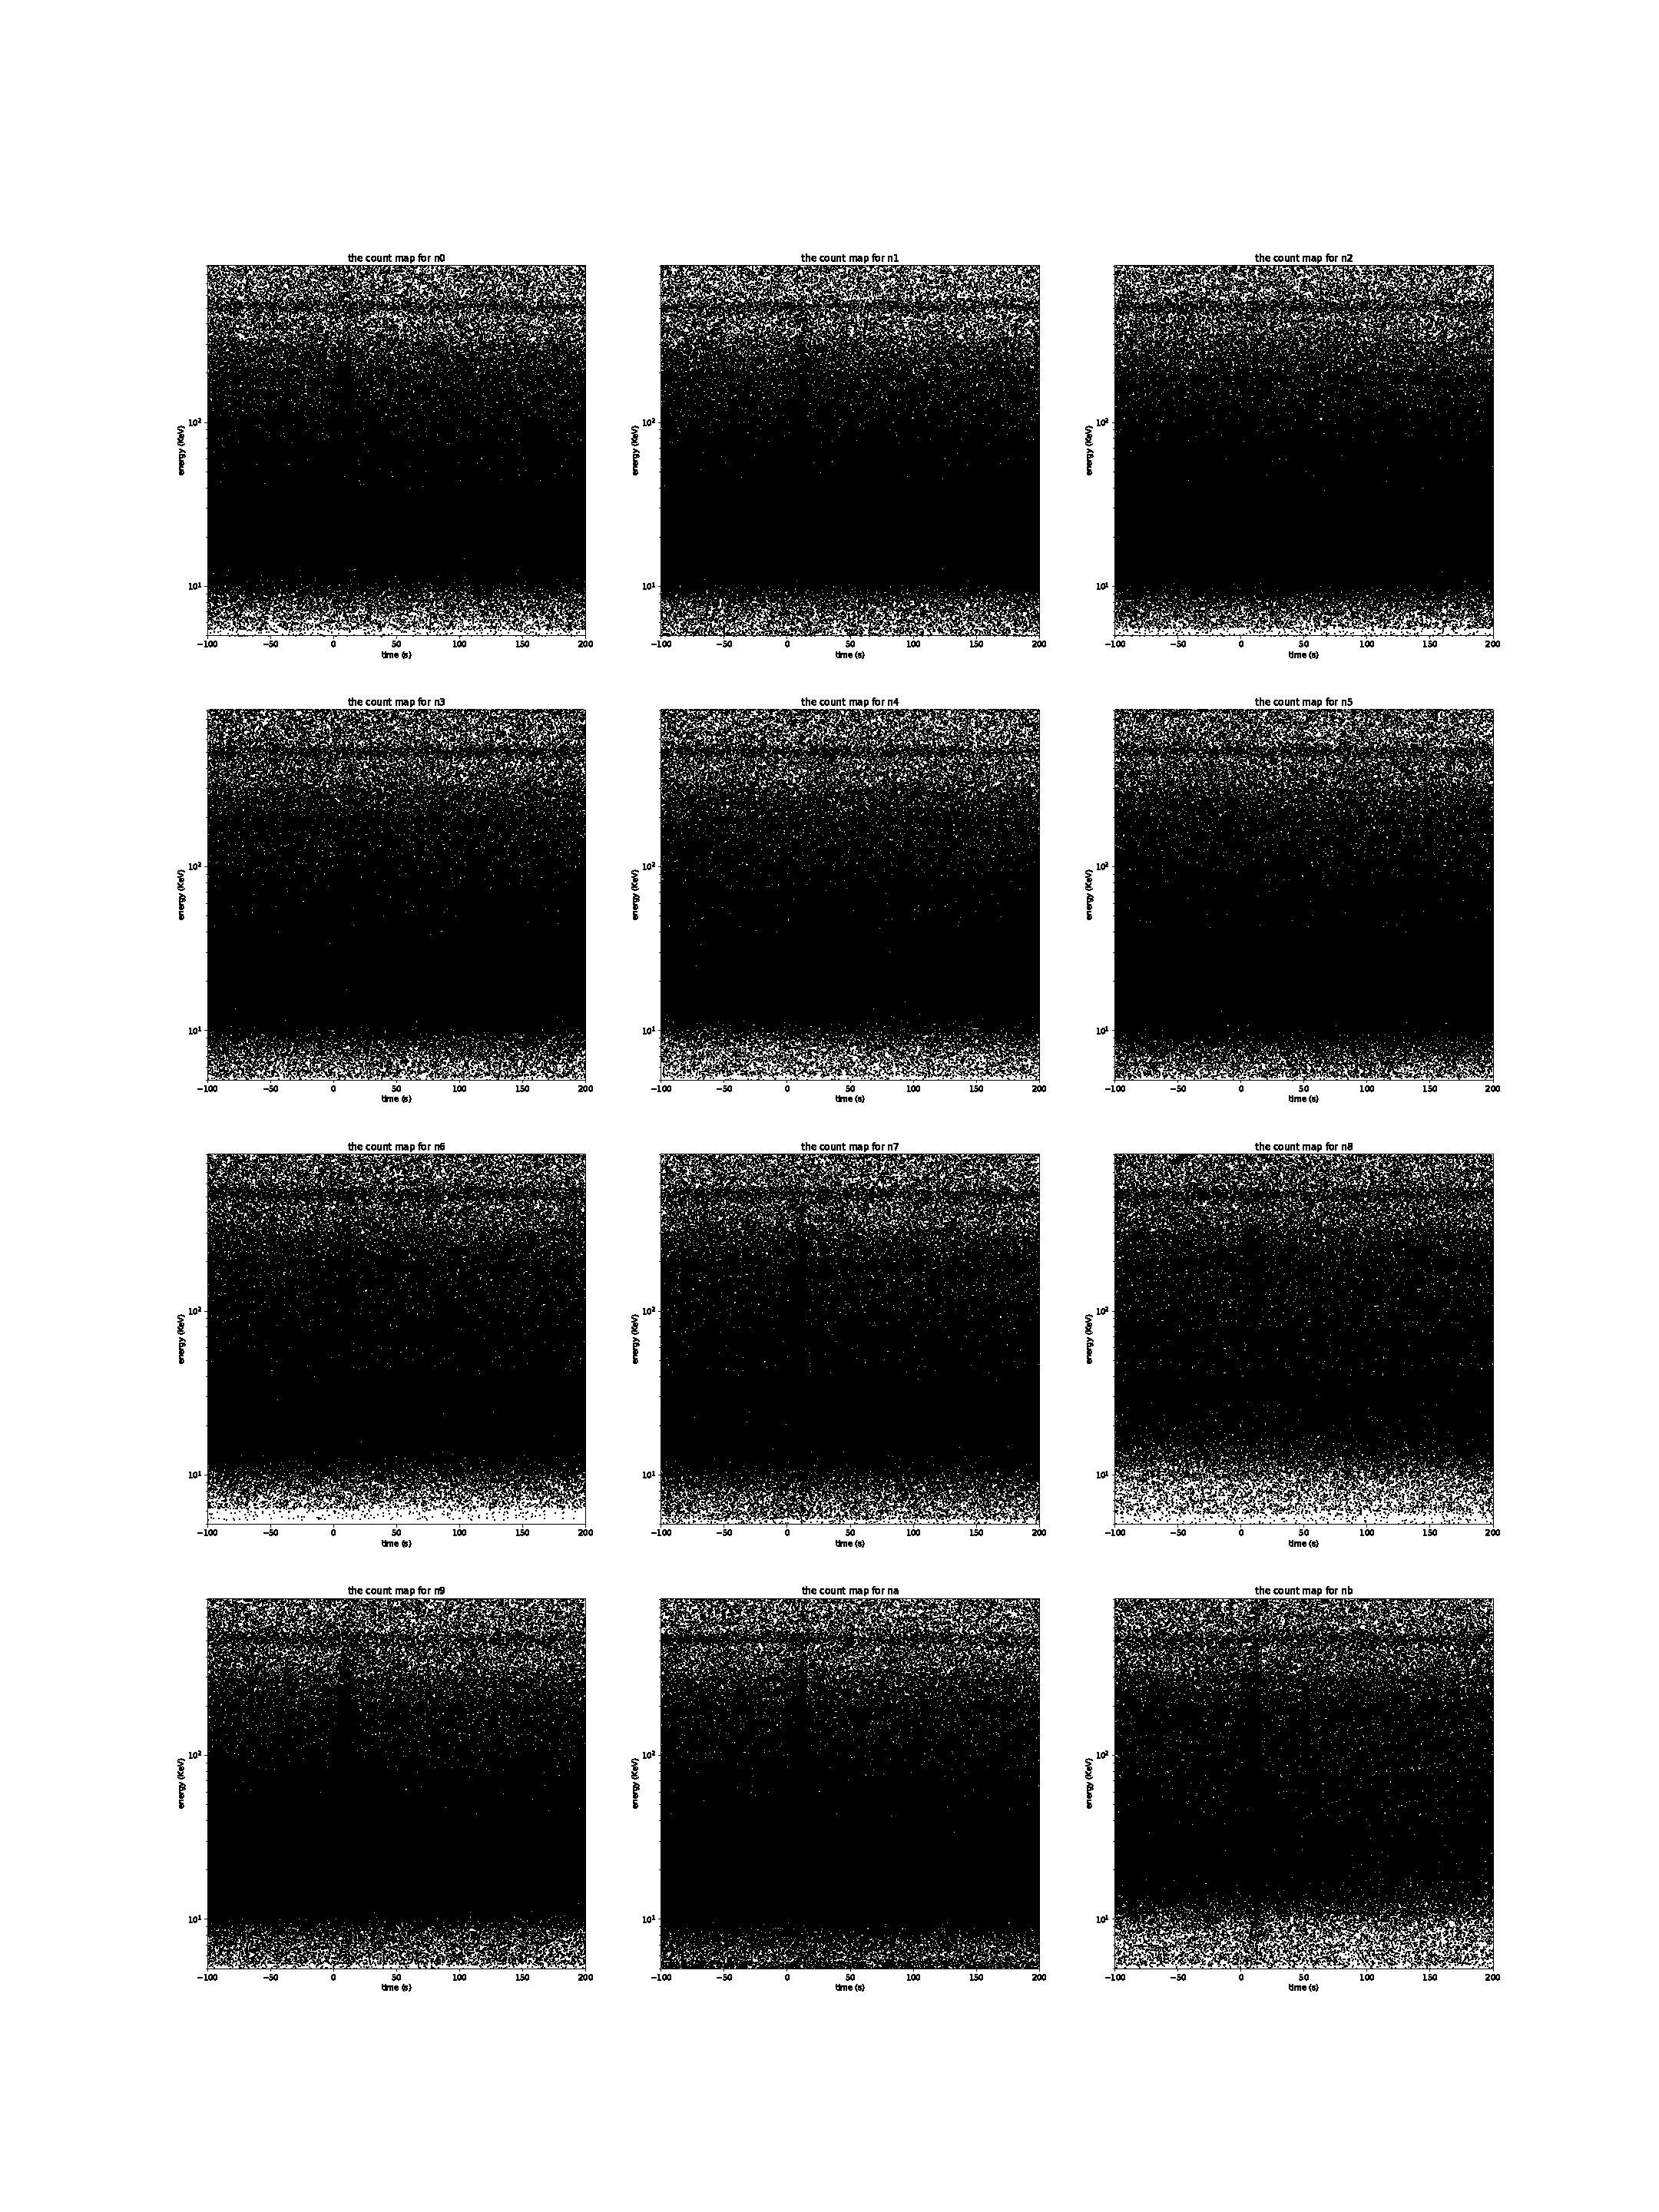 the count map for n0
the count map for n1
the count map for n2
energy (KeV)
10²
10¹
−100 −50 0 50 100 150 200
time (s)
energy (KeV)
10²
10¹
−100 −50 0 50 100 150 200
time (s)
energy (KeV)
10²
10¹
−100 −50 0 50 100 150 200
time (s)
the count map for n3
the count map for n4
the count map for n5
energy (KeV)
10²
10¹
−100 −50 0 50 100 150 200
time (s)
energy (KeV)
10²
10¹
−100 −50 0 50 100 150 200
time (s)
energy (KeV)
10²
10¹
−100 −50 0 50 100 150 200
time (s)
the count map for n6
the count map for n7
the count map for n8
energy (KeV)
10²
10¹
−100 −50 0 50 100 150 200
time (s)
energy (KeV)
10²
10¹
−100 −50 0 50 100 150 200
time (s)
energy (KeV)
10²
10¹
−100 −50 0 50 100 150 200
time (s)
the count map for n9
the count map for na
the count map for nb
energy (KeV)
10²
10¹
−100 −50 0 50 100 150 200
time (s)
energy (KeV)
10²
10¹
−100 −50 0 50 100 150 200
time (s)
energy (KeV)
10²
10¹
−100 −50 0 50 100 150 200
time (s)